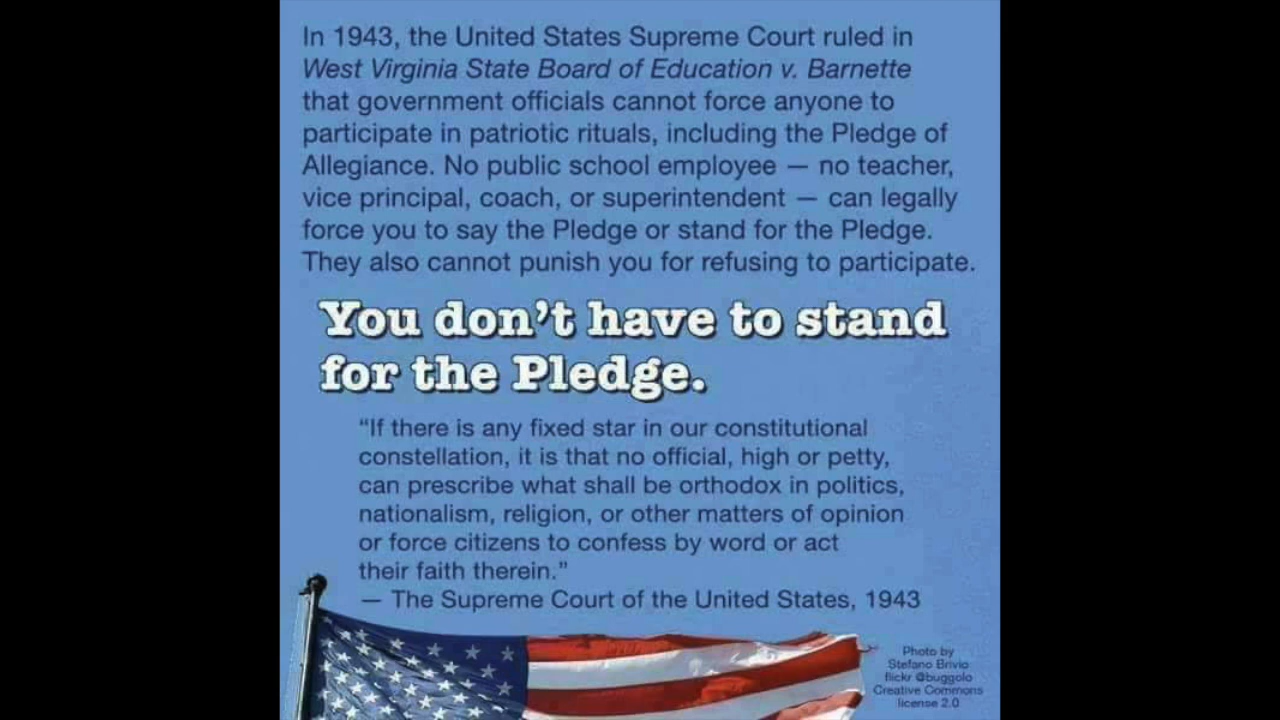 In 1943, the United States Supreme Court ruled in
West Virginia State Board of Education v. Barnette
that government officials cannot force anyone to
participate in patriotic rituals, including the Pledge of
Allegiance. No public school employee — no teacher,
vice principal, coach, or superintendent — can legally
force you to say the Pledge or stand for the Pledge.
They also cannot punish you for refusing to participate.
You don't have to stand
for the Pledge.
“If there is any fixed star in our constitutional
constellation, it is that no official, high or petty,
can prescribe what shall be orthodox in politics,
nationalism, religion, or other matters of opinion
or force citizens to confess by word or act
their faith therein.”
— The Supreme Court of the United States, 1943
Photo by
Stefano Brivio
flickr @buggolo
Creative Commons
license 2.0